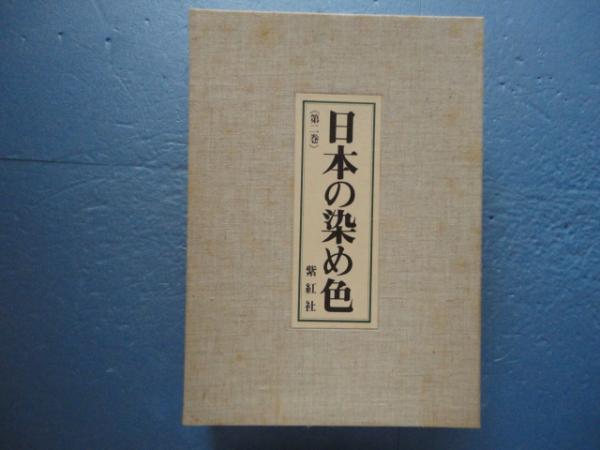 日本の染め色
（第二巻）
紫紅社